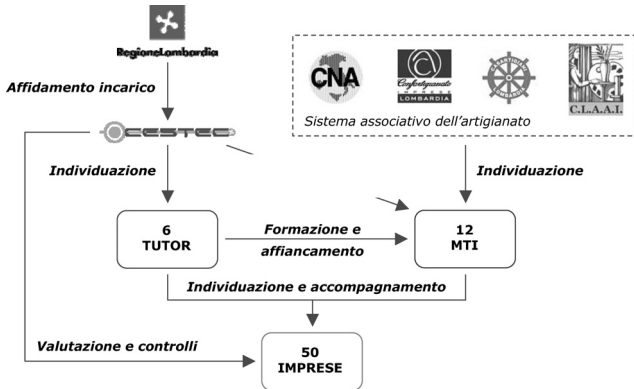 RegioneLombardia
Affidamento incarico
CNA
Confartigianato
IMPRESE
LOMBARDIA
C.L.A.A.I.
Sistema associativo dell'artigianato
CESTEC
Individuazione
Individuazione
6
TUTOR
Formazione e
affiancamento
12
MTI
Individuazione e accompagnamento
Valutazione e controlli
50
IMPRESE